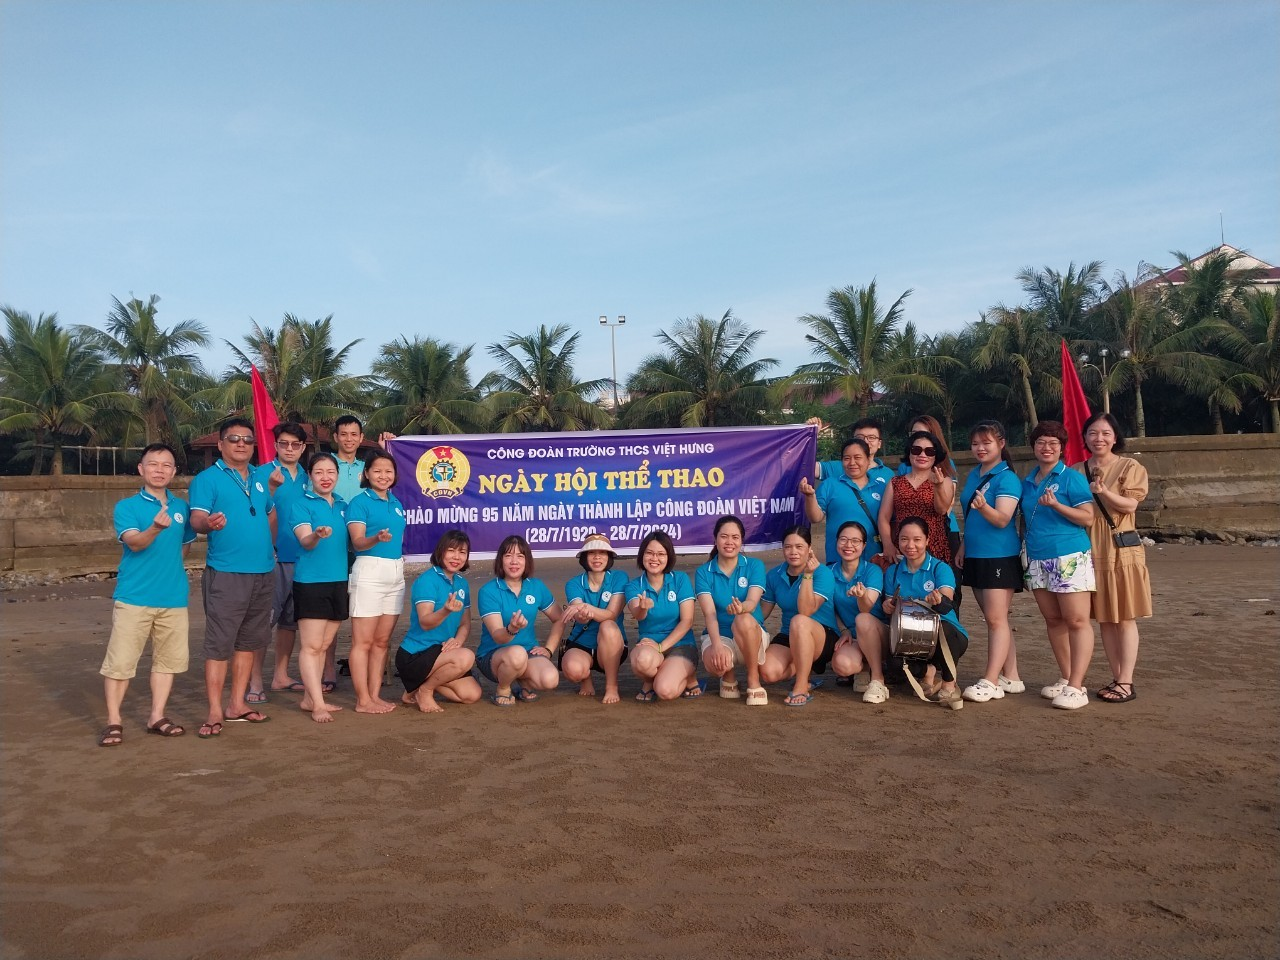 CÔNG ĐOÀN TRƯỜNG THCS VIỆT HƯNG
NGÀY HỘI THỂ THAO
CHÀO MỪNG 95 NĂM NGÀY THÀNH LẬP CÔNG ĐOÀN VIỆT NAM
(28/7/1929 - 28/7/2024)